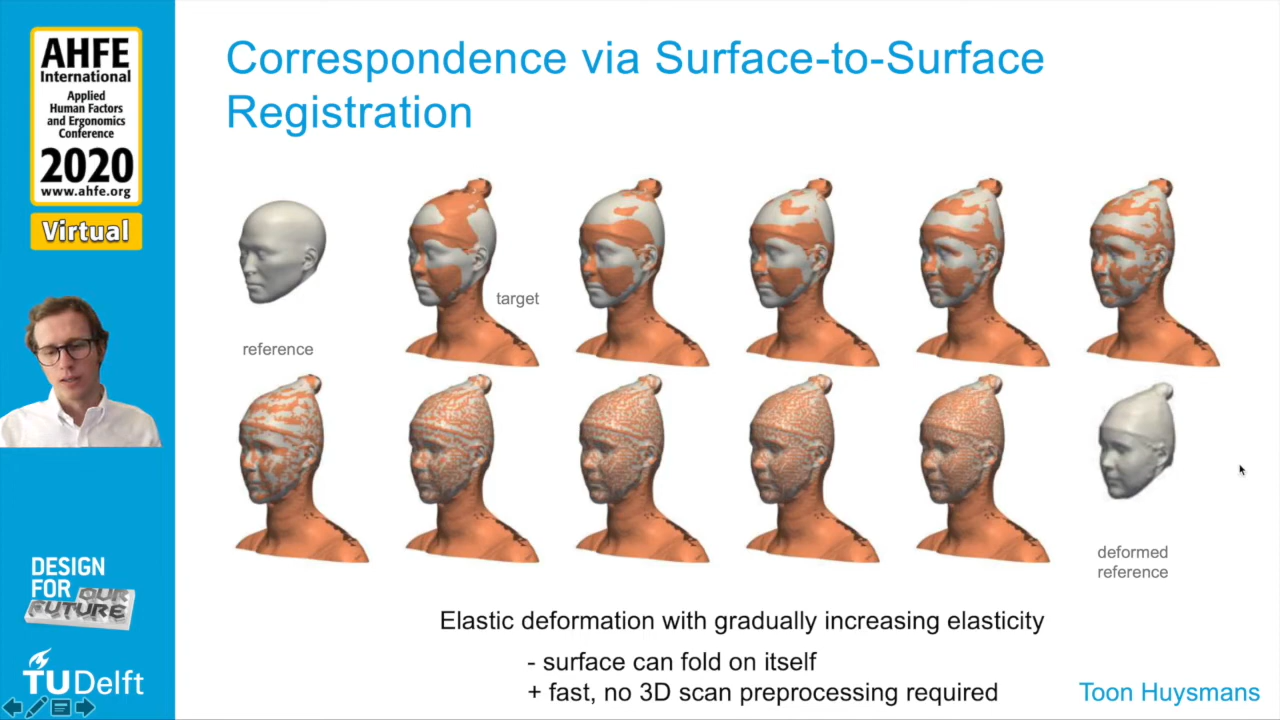 AHFE
International
Applied
Human Factors
and Ergonomics
Conference
2020
www.ahfe.org
Virtual
Correspondence via Surface-to-Surface
Registration
target
reference
deformed
reference
DESIGN
FOR
OUR
FUTURE
TU Delft
Elastic deformation with gradually increasing elasticity
- surface can fold on itself
+ fast, no 3D scan preprocessing required
Toon Huysmans